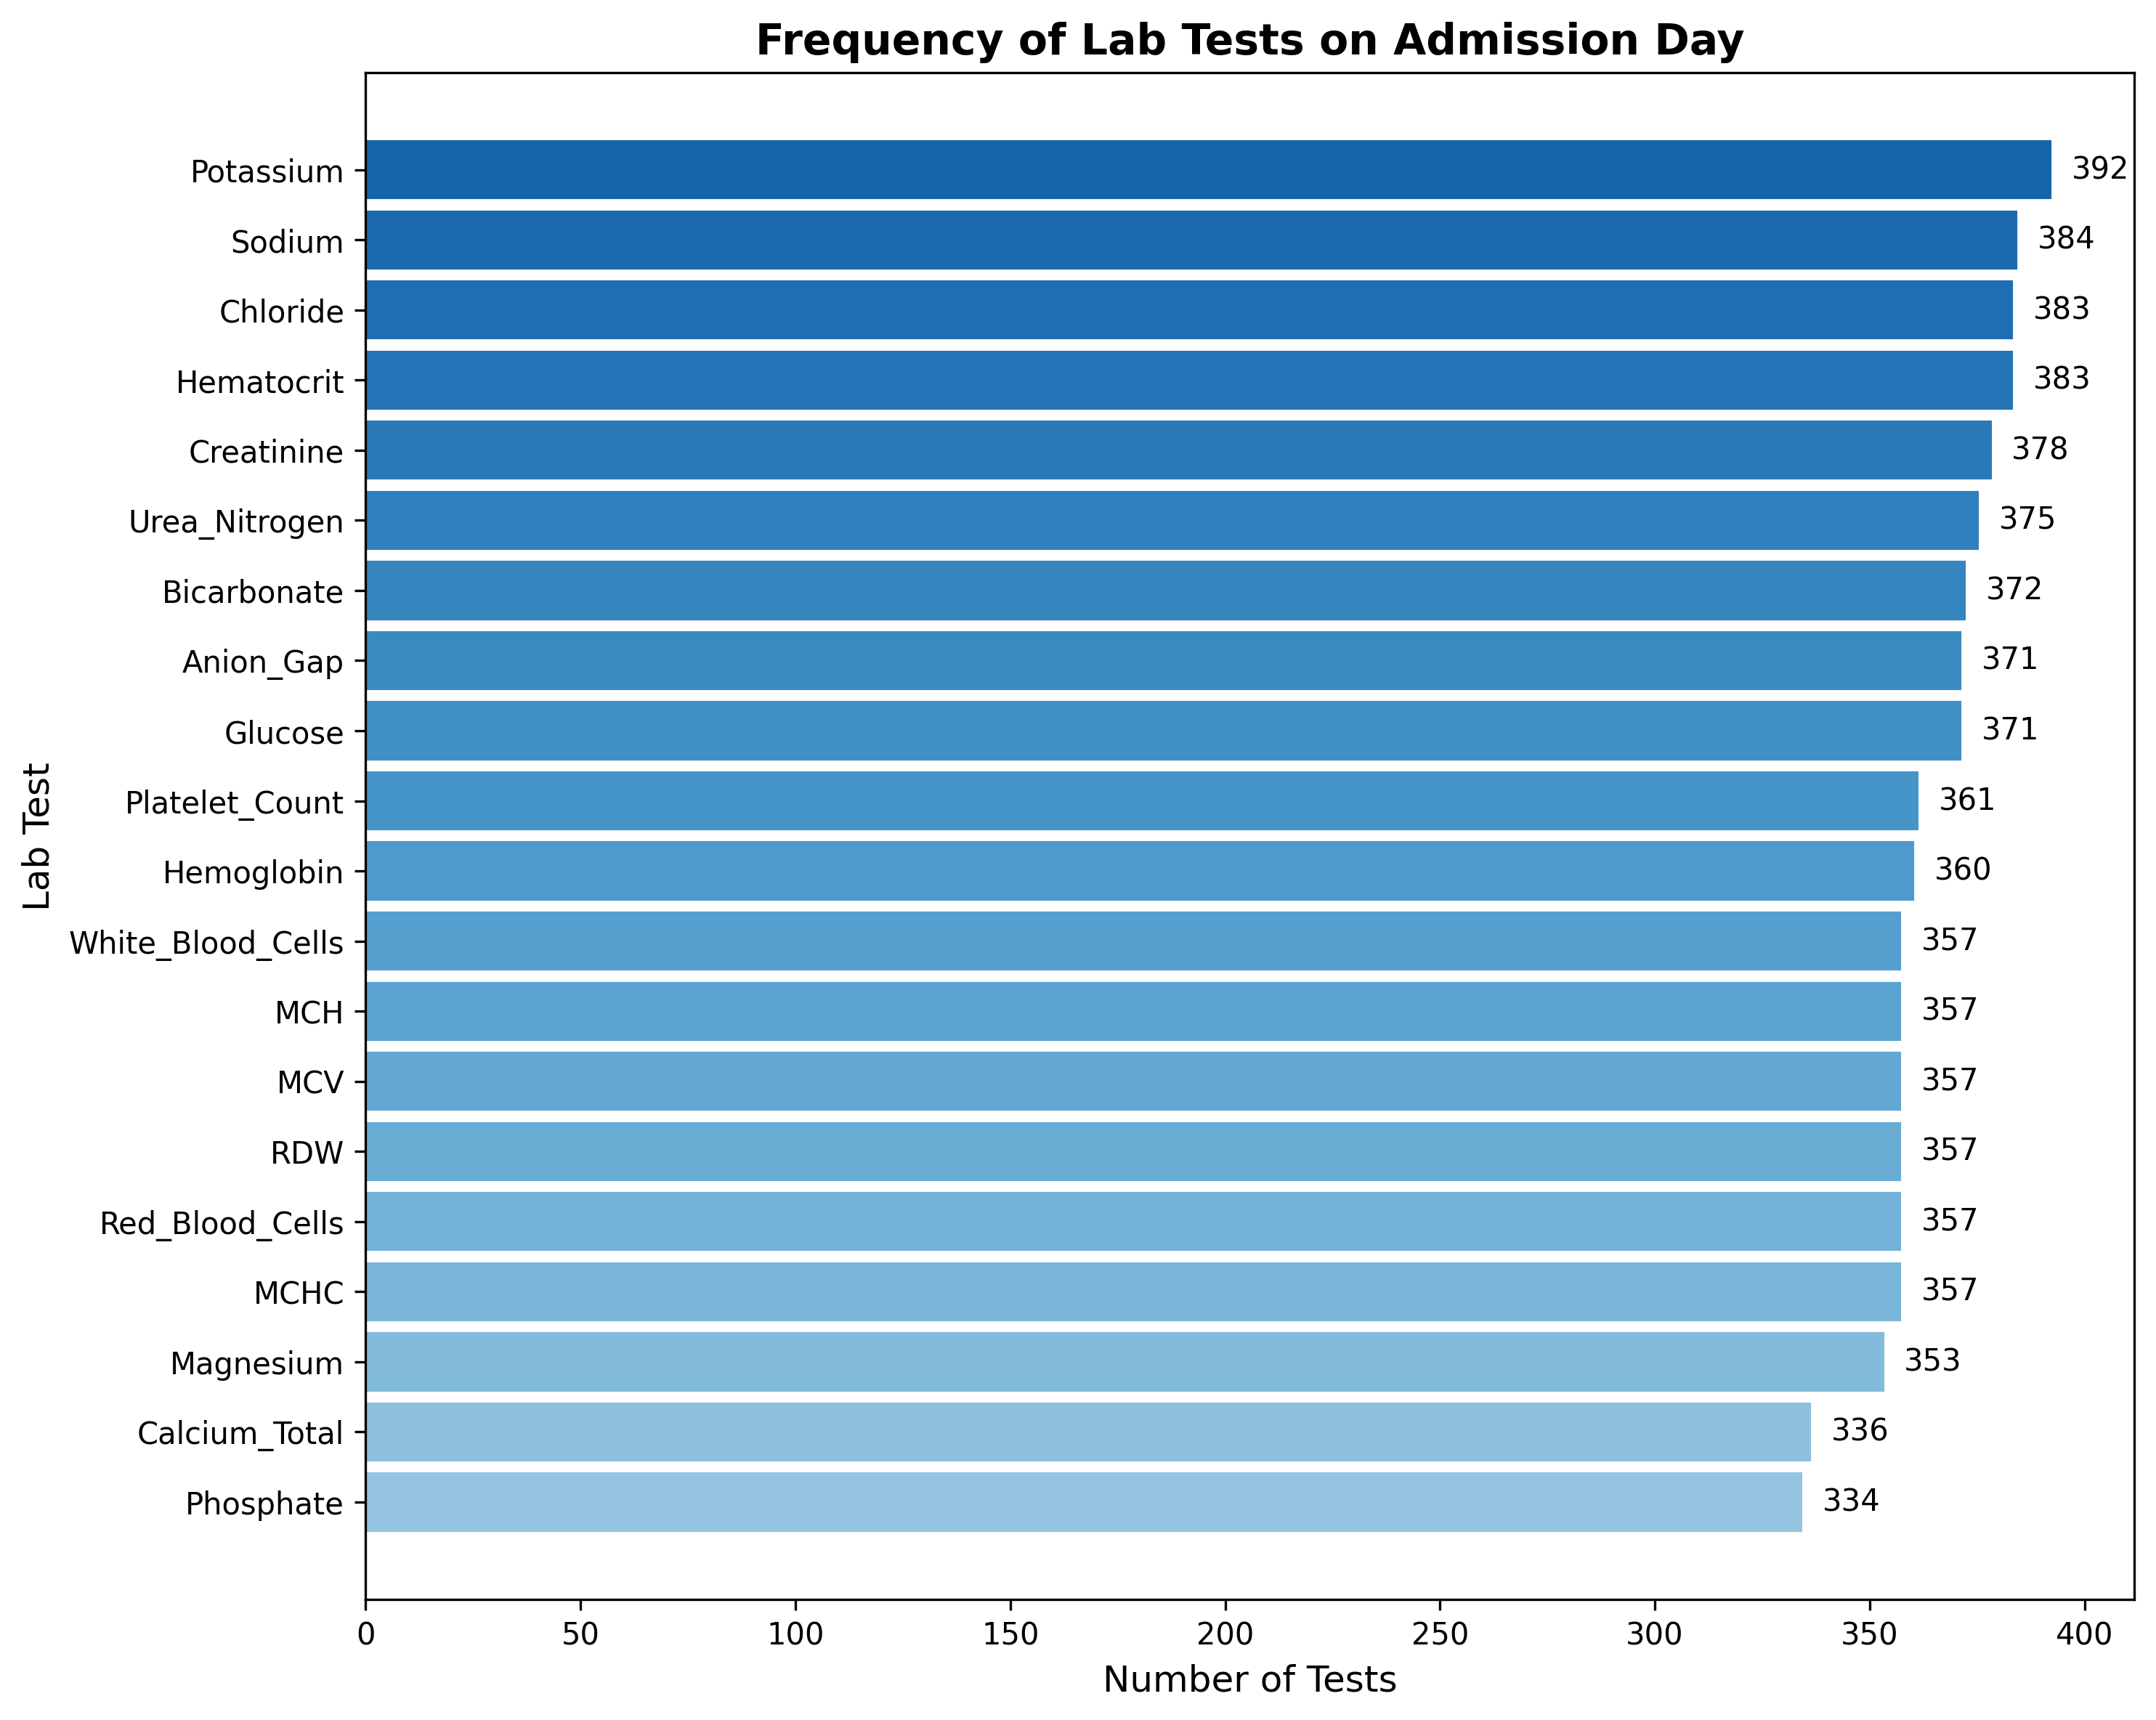 Frequency of Lab Tests on Admission Day
Potassium 392
Sodium 384
Chloride 383
Hematocrit 383
Creatinine 378
Urea_Nitrogen 375
Bicarbonate 372
Anion_Gap 371
Glucose 371
Platelet_Count 361
Hemoglobin 360
White_Blood_Cells 357
MCH 357
MCV 357
RDW 357
Red_Blood_Cells 357
MCHC 357
Magnesium 353
Calcium_Total 336
Phosphate 334
Lab Test
0 50 100 150 200 250 300 350 400
Number of Tests